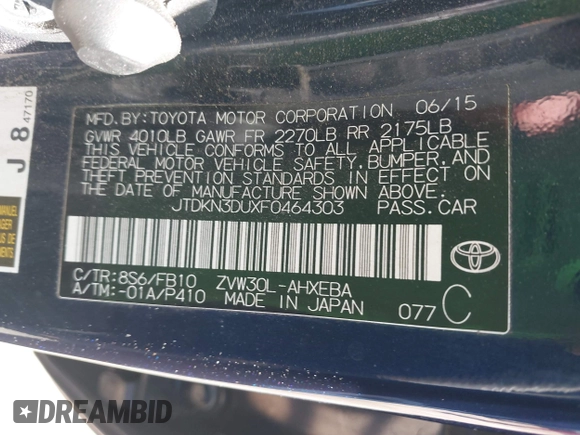 MFD.BY:TOYOTA MOTOR CORPORATION 06/15
GVWR 4010LB GAWR FR 2270LB RR 2175LB
THIS VEHICLE CONFORMS TO ALL APPLICABLE
FEDERAL MOTOR VEHICLE SAFETY, BUMPER, AND
THEFT PREVENTION STANDARDS IN EFFECT ON
THE DATE OF MANUFACTURE SHOWN ABOVE.
JTDKN3DUXF0464303 PASS.CAR
C/TR:8S6/FB10 ZVW30L-AHXEBA
A/TM:-01A/P410 MADE IN JAPAN 077 C
J 8 47170
DREAMBID